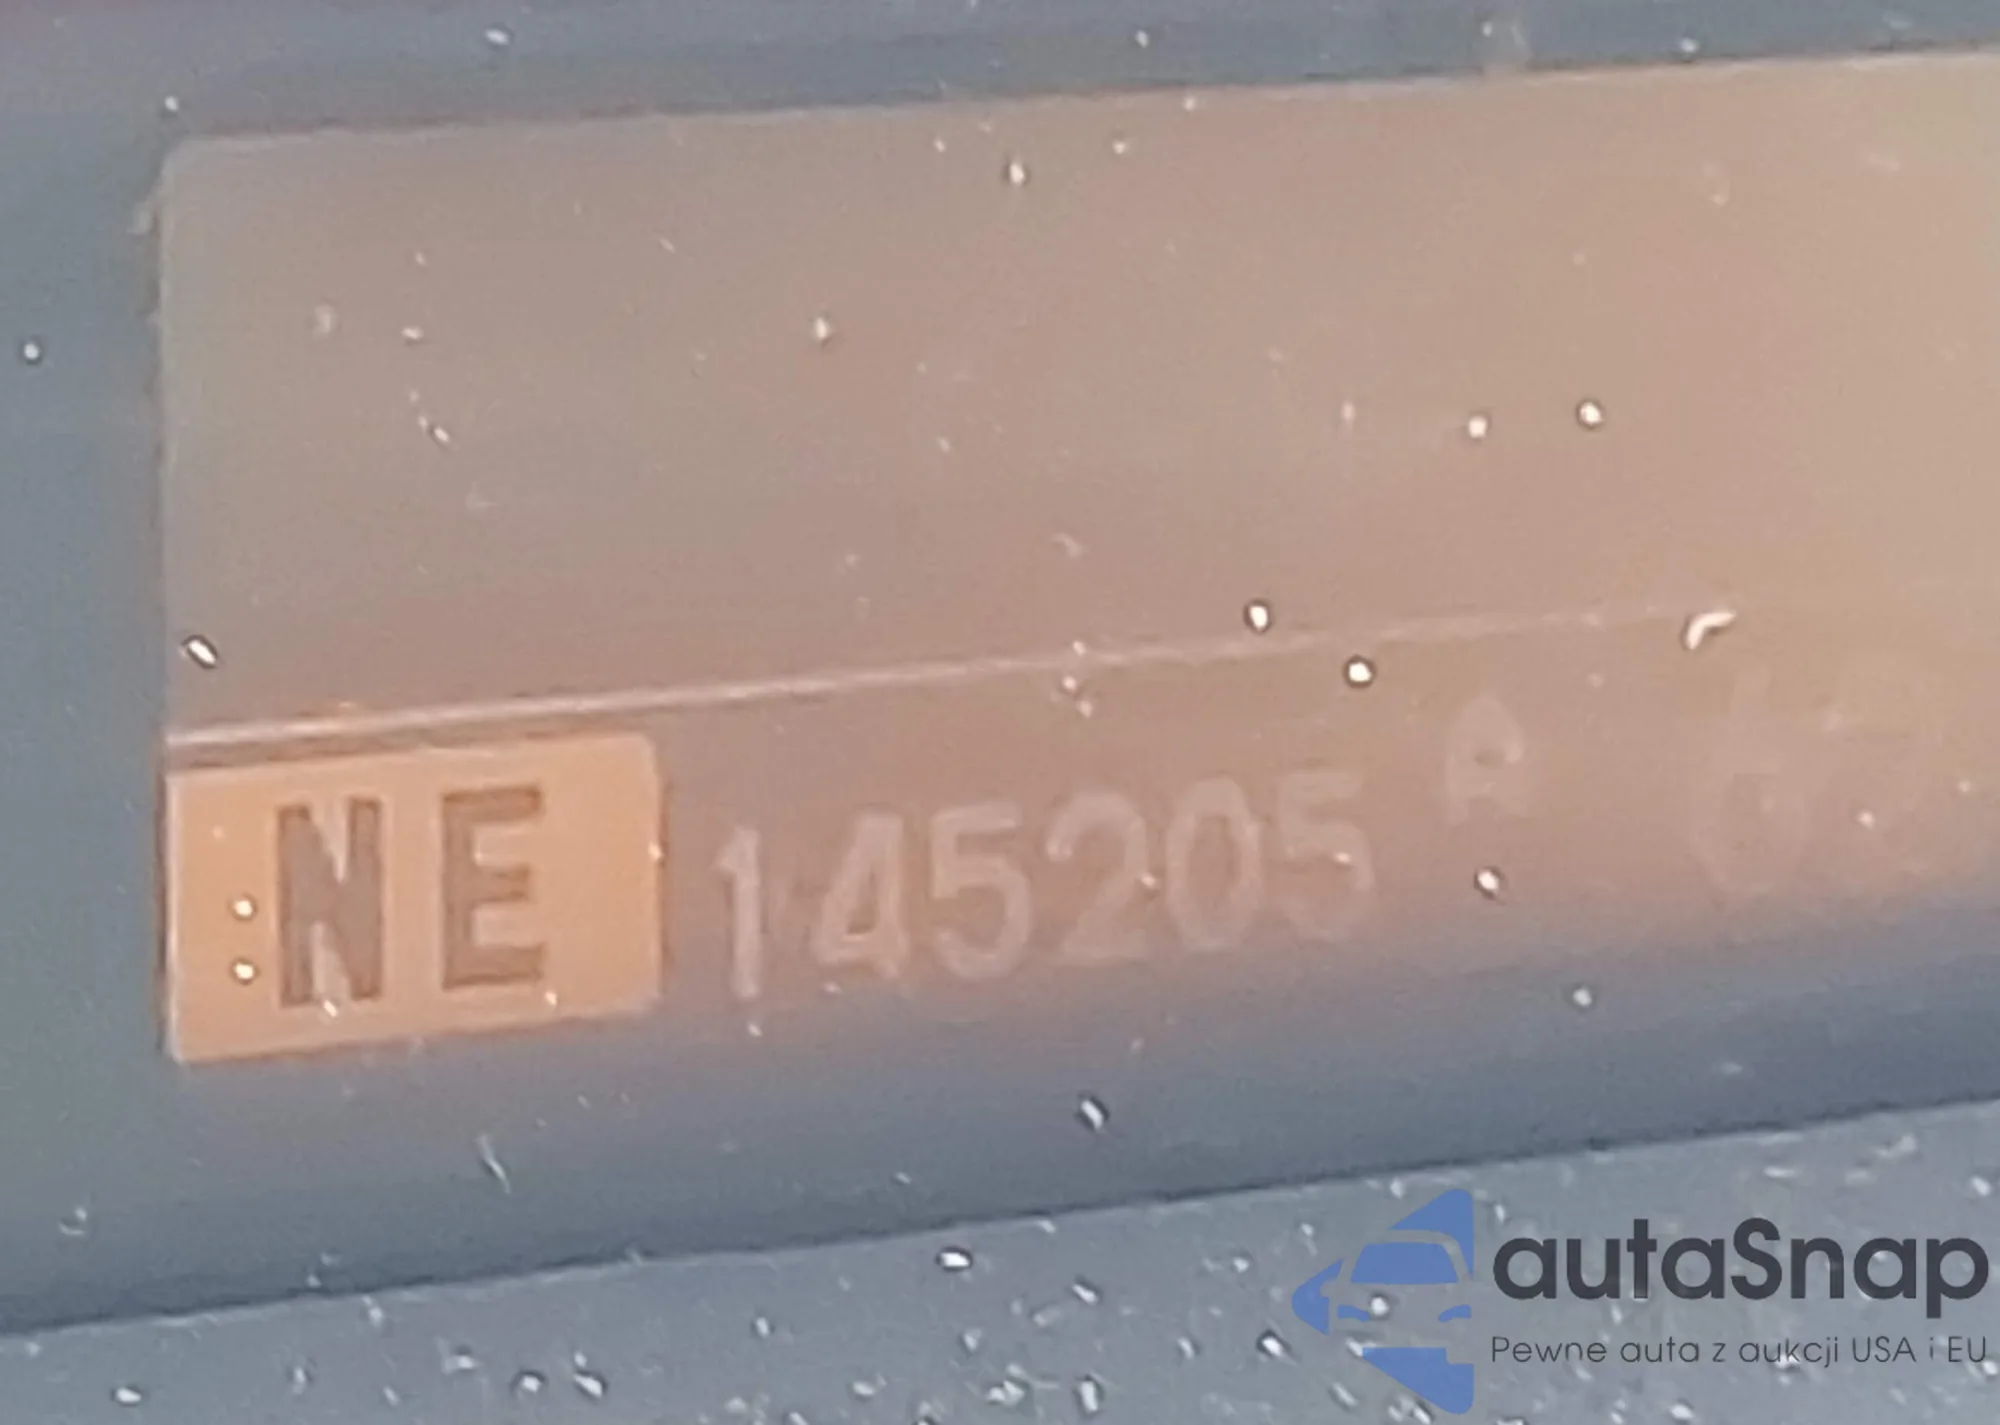 NE 145205 A
autaSnap
Pewne auta z aukcji USA i EU